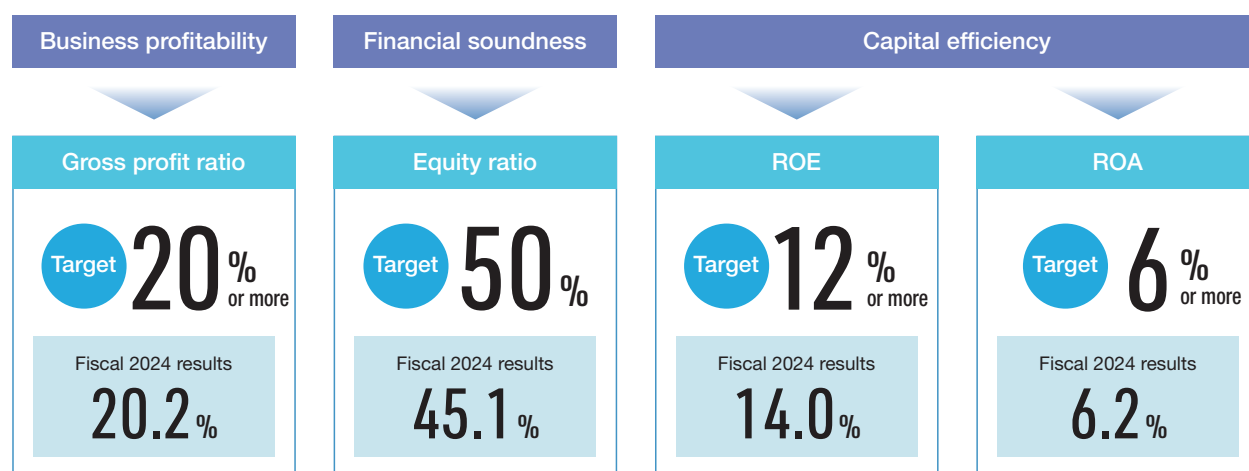 Business profitability
Financial soundness
Capital efficiency
Gross profit ratio
Target 20 % or more
Fiscal 2024 results
20.2 %
Equity ratio
Target 50 %
Fiscal 2024 results
45.1 %
ROE
Target 12 % or more
Fiscal 2024 results
14.0 %
ROA
Target 6 % or more
Fiscal 2024 results
6.2 %